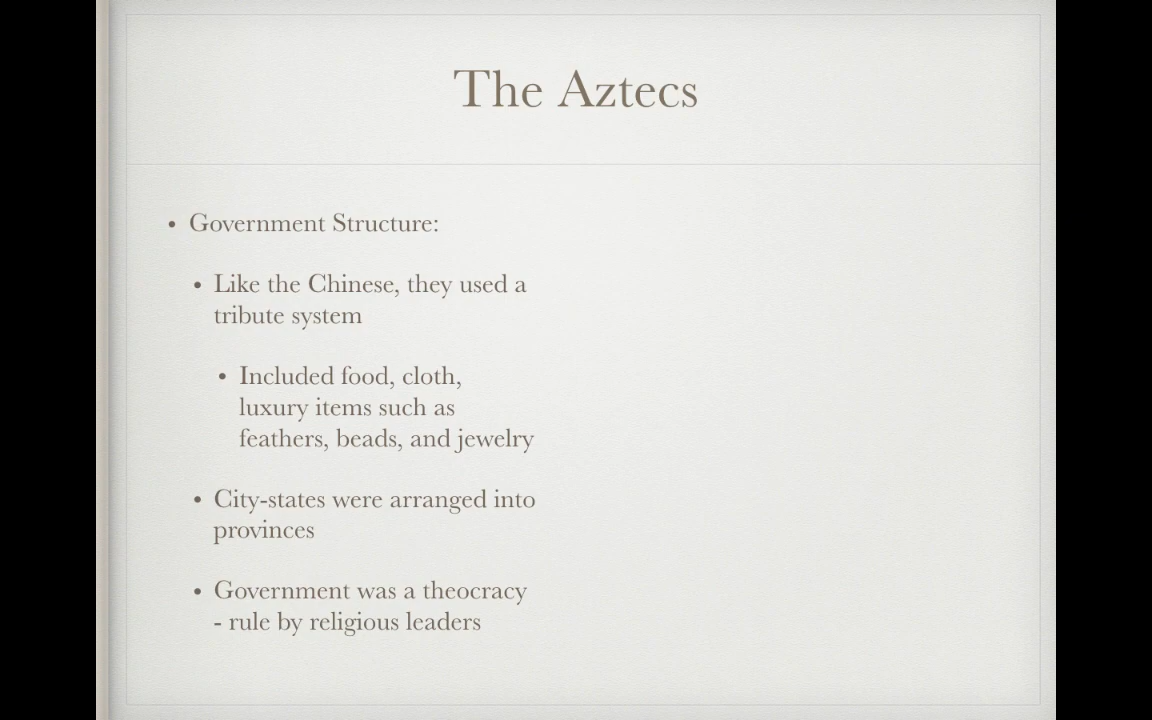 The Aztecs
• Government Structure:
• Like the Chinese, they used a
tribute system
• Included food, cloth,
luxury items such as
feathers, beads, and jewelry
• City-states were arranged into
provinces
• Government was a theocracy
- rule by religious leaders